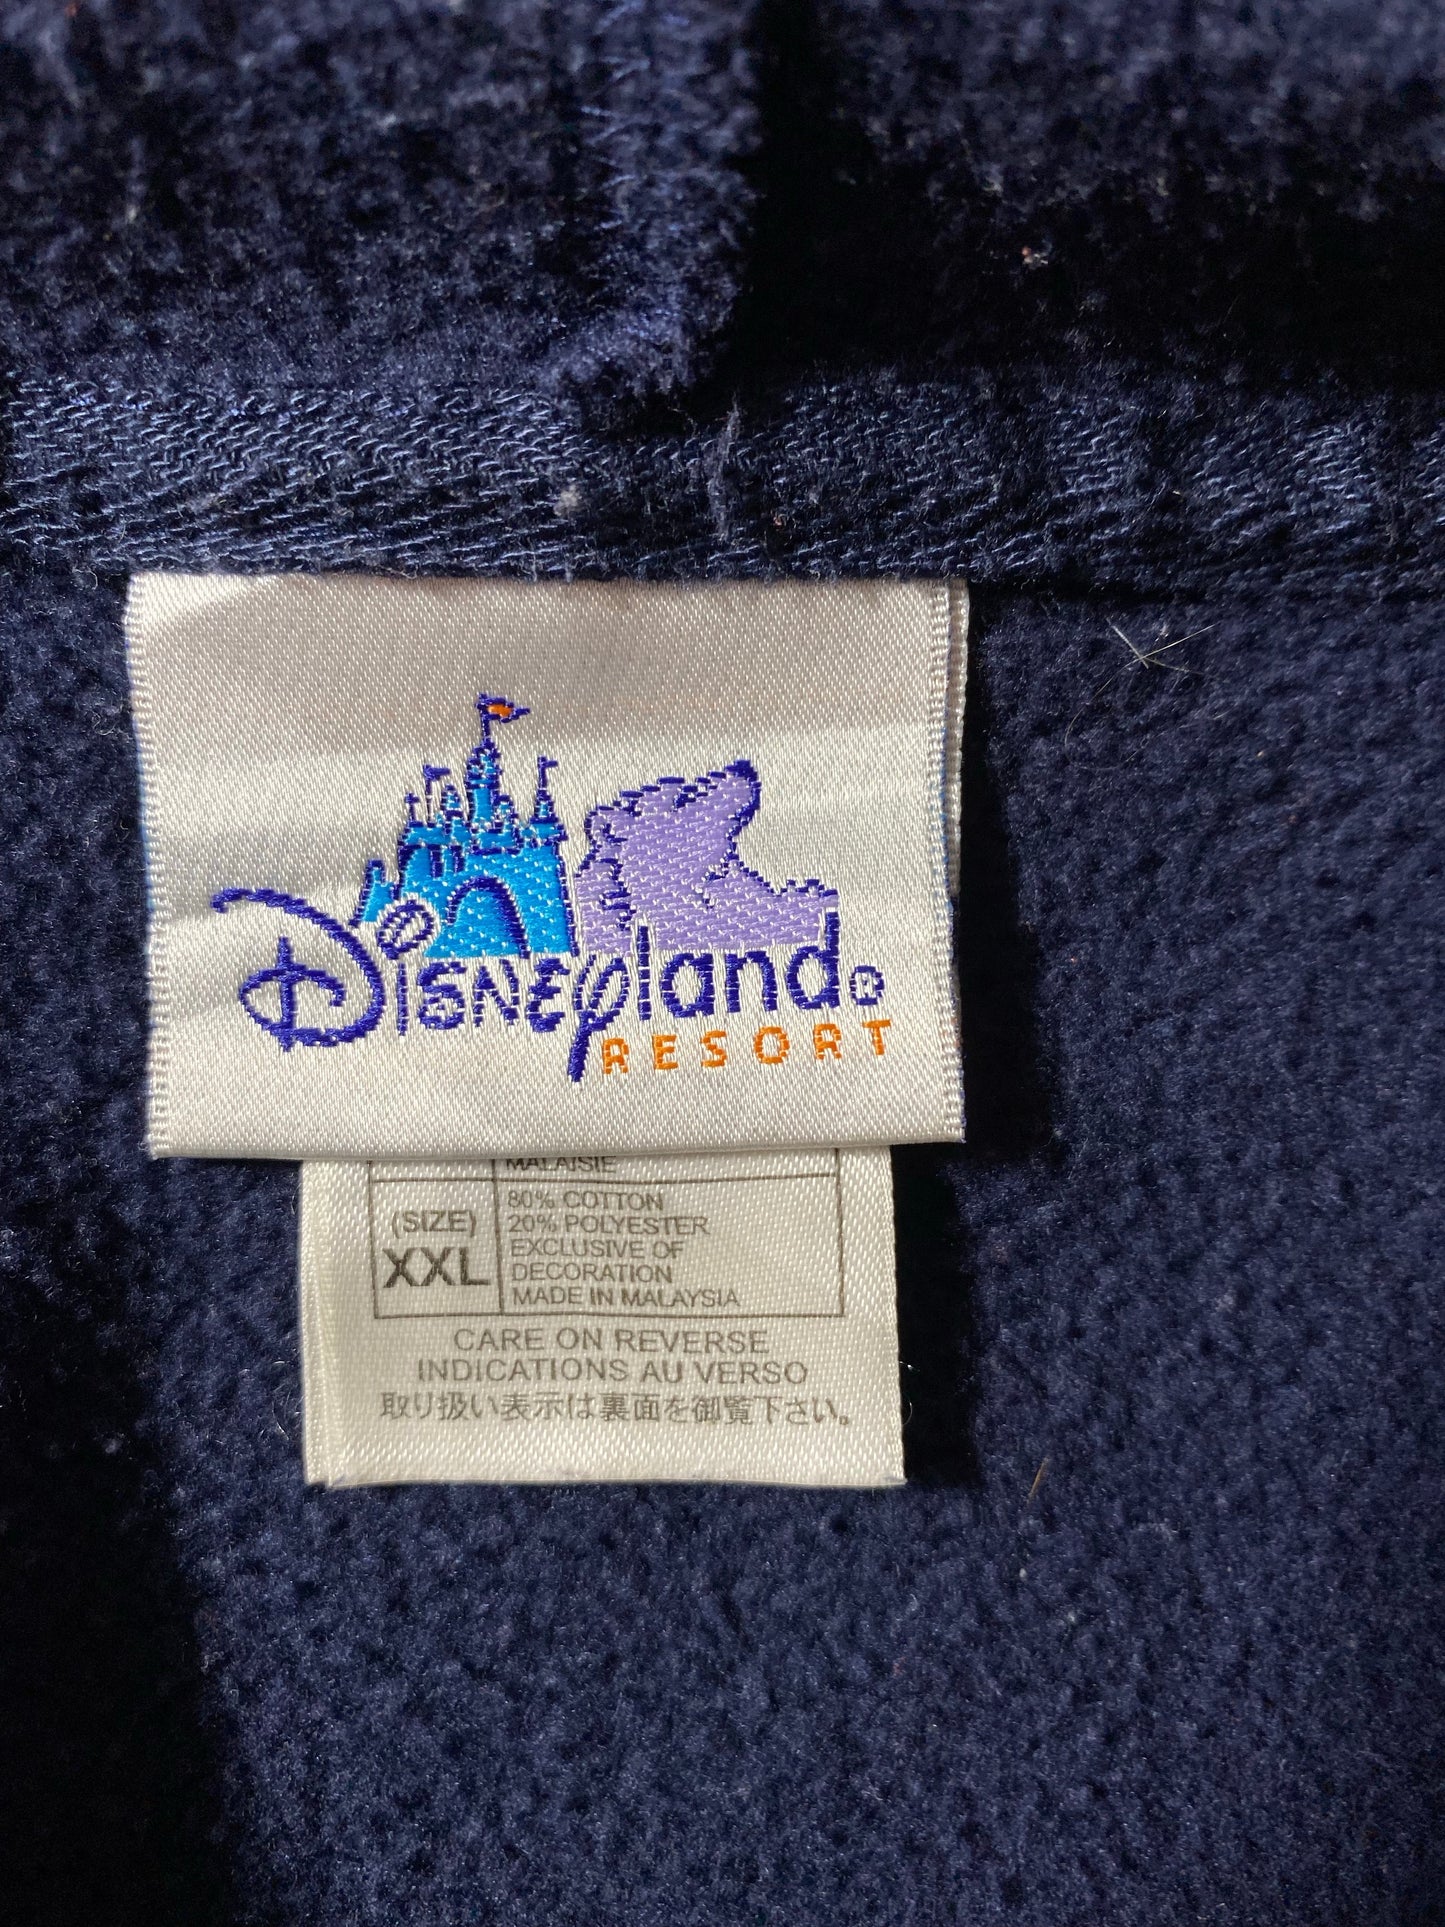 Disneyland®
RESORT
MALAISIE
(SIZE)
XXL
80% COTTON
20% POLYESTER
EXCLUSIVE OF
DECORATION
MADE IN MALAYSIA
CARE ON REVERSE
INDICATIONS AU VERSO
取り扱い表示は裏面を御覧下さい。